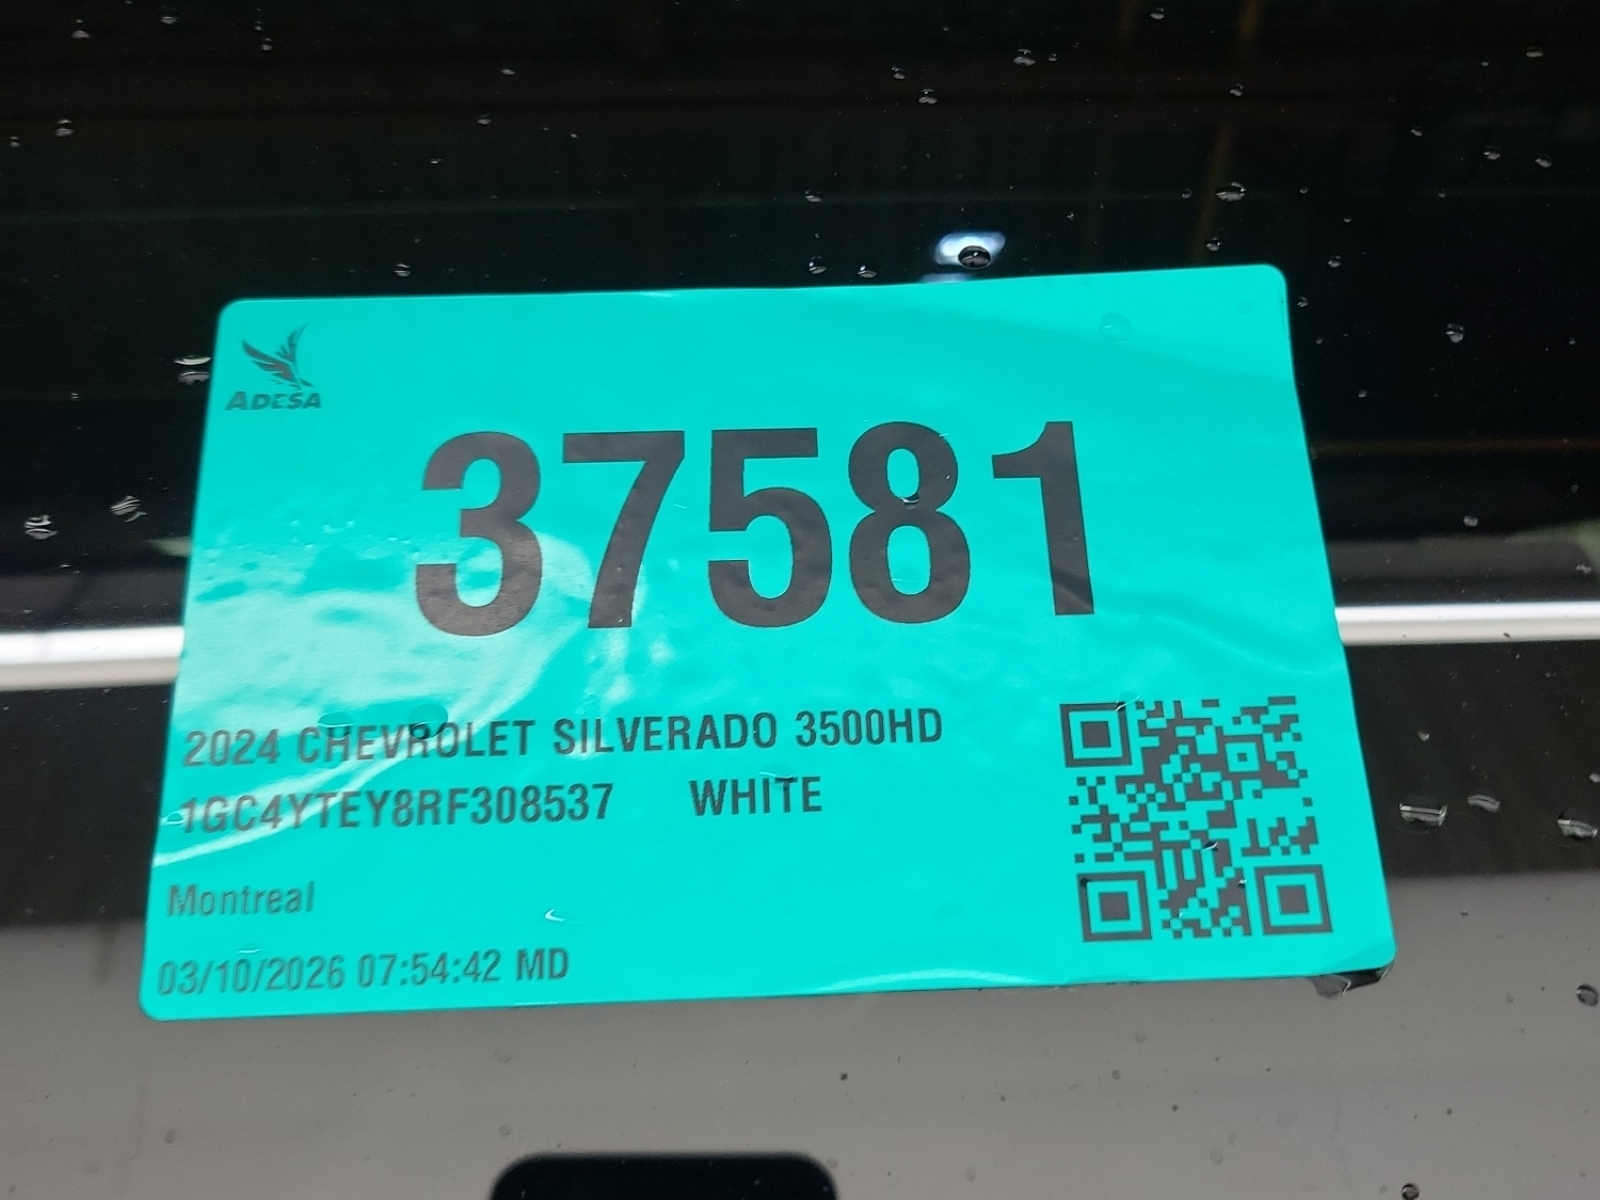 ADESA
37581
2024 CHEVROLET SILVERADO 3500HD
1GC4YTEY8RF308537 WHITE
Montreal
03/10/2026 07:54:42 MD